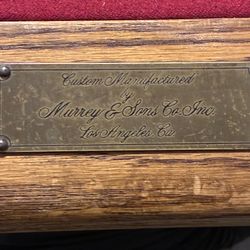 Custom Manufactured
by
Murrey & Sons Co. Inc.
Los Angeles, Ca